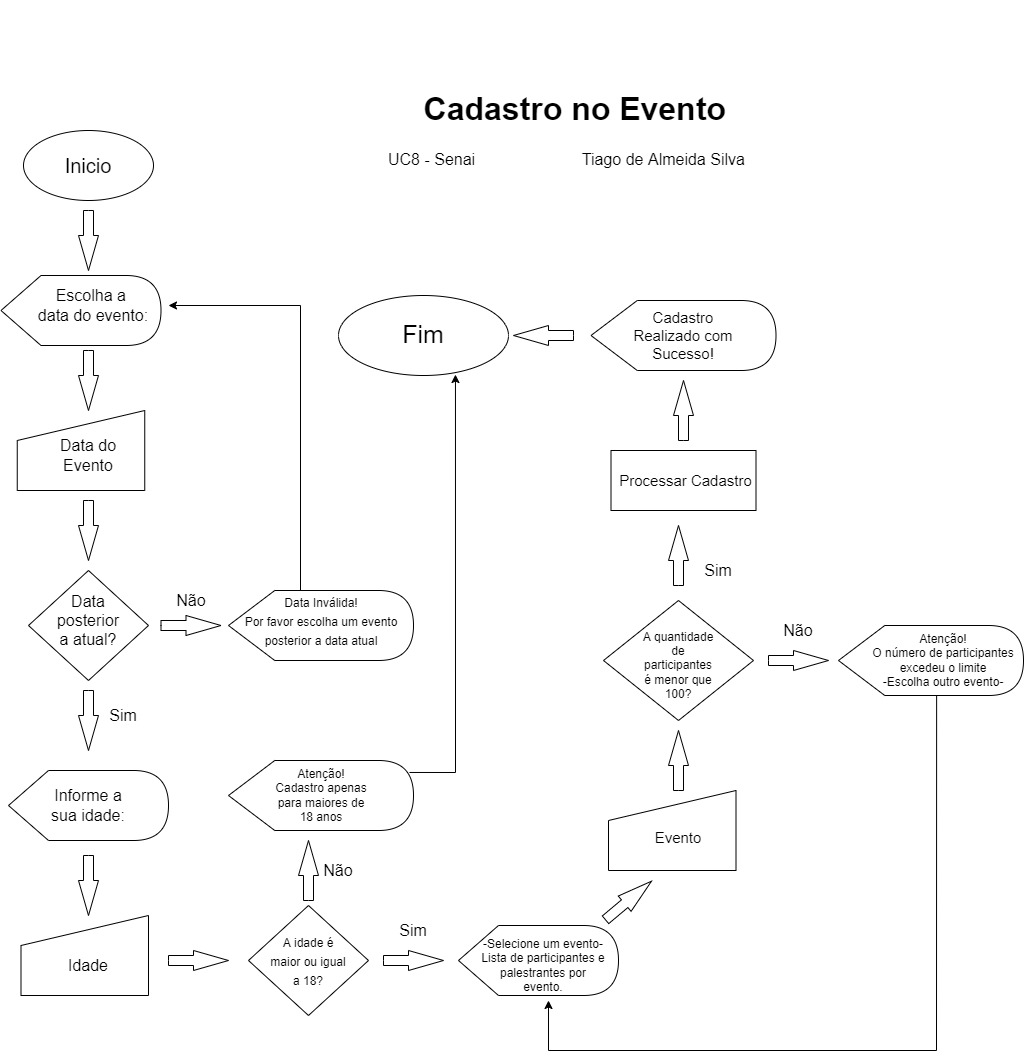 Cadastro no Evento
UC8 - Senai
Tiago de Almeida Silva
Inicio
Escolha a
data do evento:
Data do
Evento
Data
posterior
a atual?
Não
Data Inválida!
Por favor escolha um evento
posterior a data atual
Sim
Informe a
sua idade:
Idade
A idade é
maior ou igual
a 18?
Não
Atenção!
Cadastro apenas
para maiores de
18 anos
Sim
-Selecione um evento-
Lista de participantes e
palestrantes por
evento.
Evento
A quantidade
de
participantes
é menor que
100?
Não
Atenção!
O número de participantes
excedeu o limite
-Escolha outro evento-
Sim
Processar Cadastro
Cadastro
Realizado com
Sucesso!
Fim